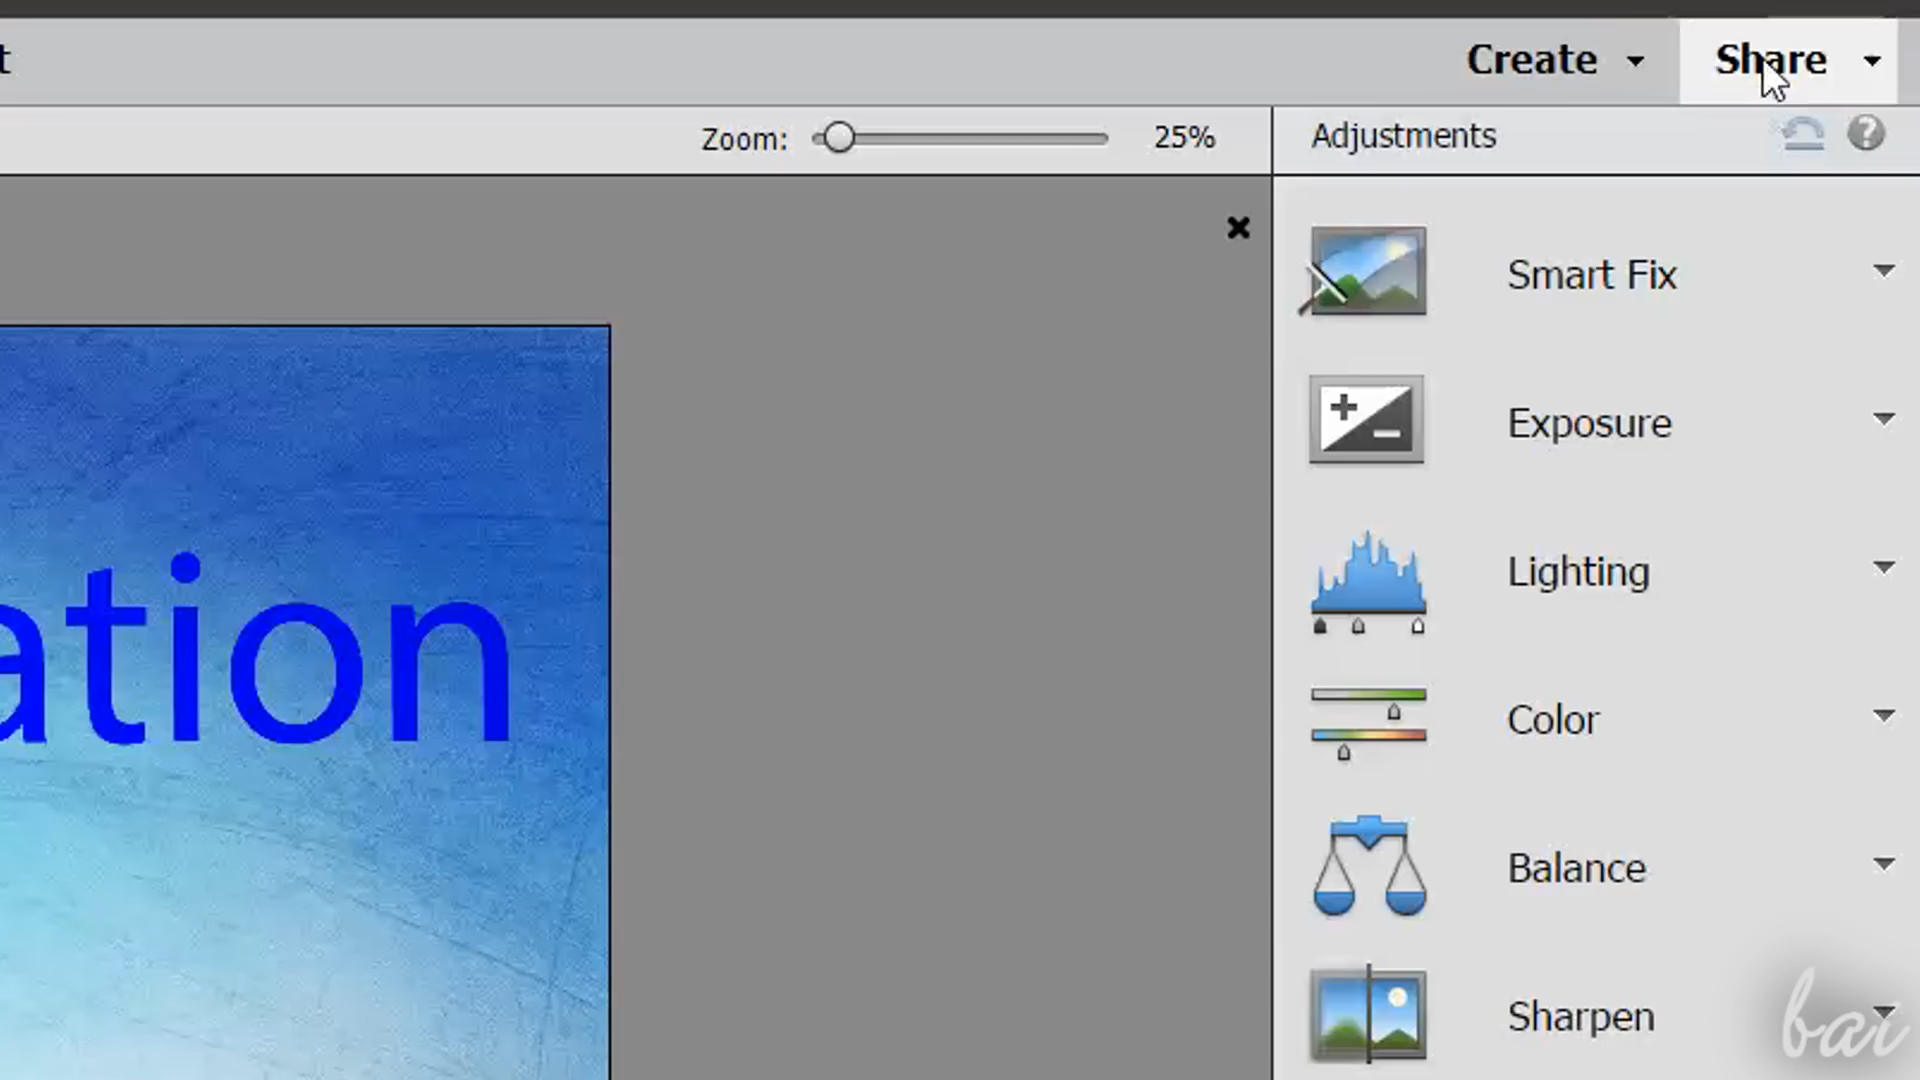 t
Create
Share
Zoom:
25%
Adjustments
?
Smart Fix
Exposure
Lighting
ation
Color
Balance
Sharpen
bai